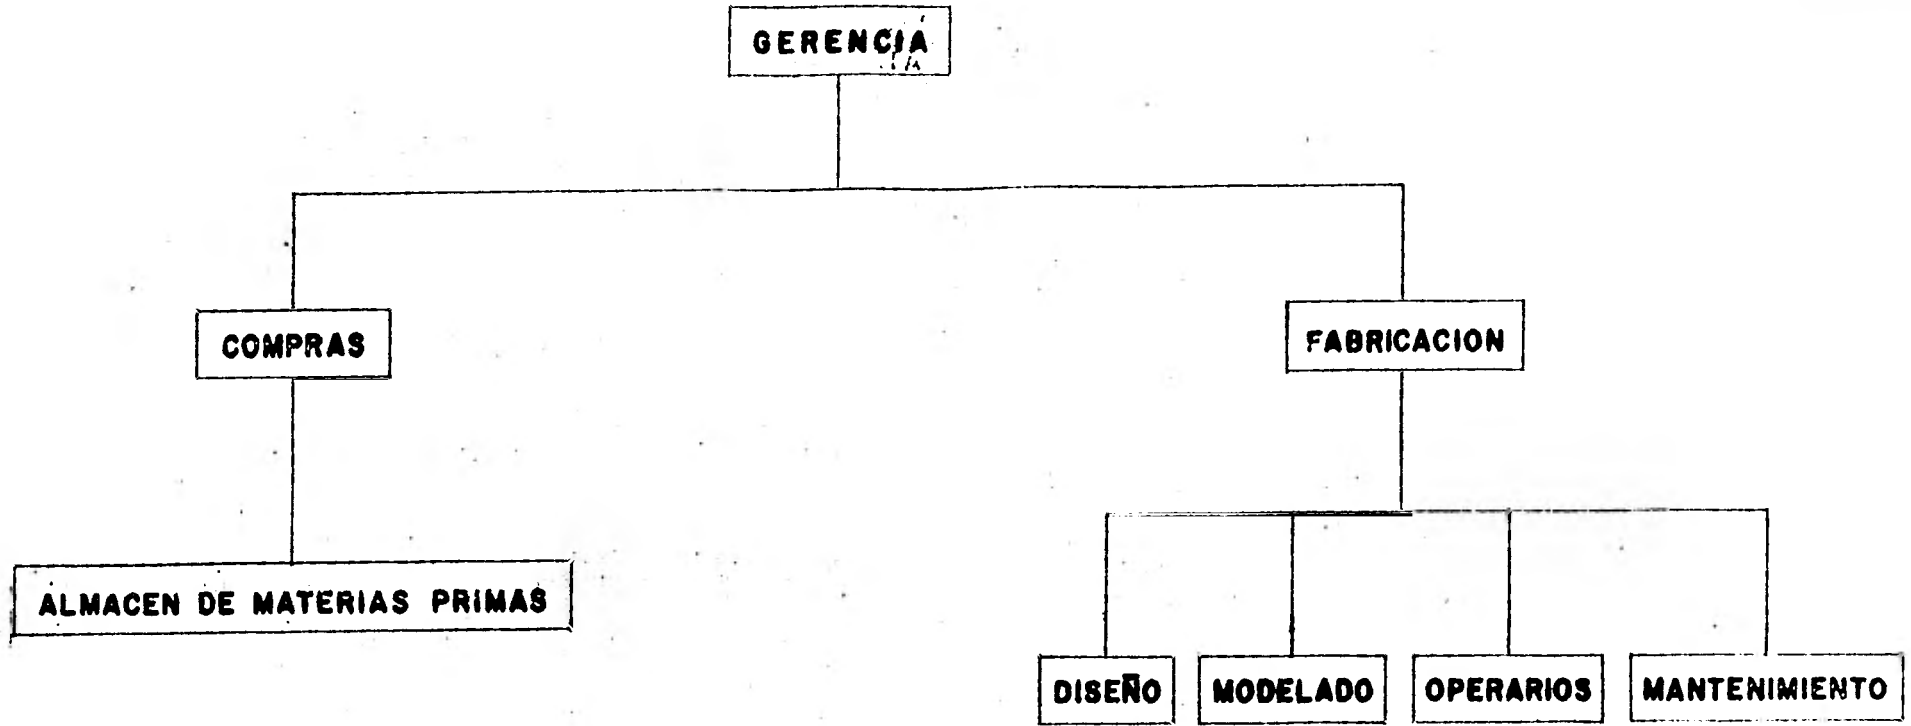 GERENCIA
COMPRAS
FABRICACION
ALMACEN DE MATERIAS PRIMAS
DISEÑO
MODELADO
OPERARIOS
MANTENIMIENTO